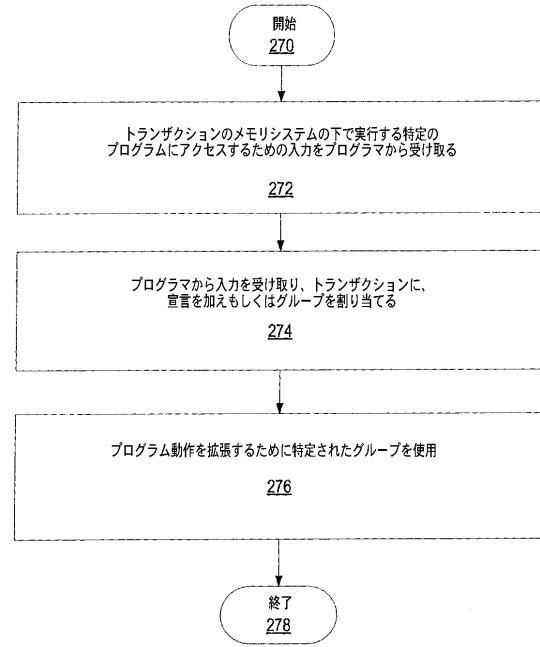 開始
270
トランザクションのメモリシステムの下で実行する特定の
プログラムにアクセスするための入力をプログラマから受け取る
272
プログラマから入力を受け取り、トランザクションに、
宣言を加えもしくはグループを割り当てる
274
プログラム動作を拡張するために特定されたグループを使用
276
終了
278